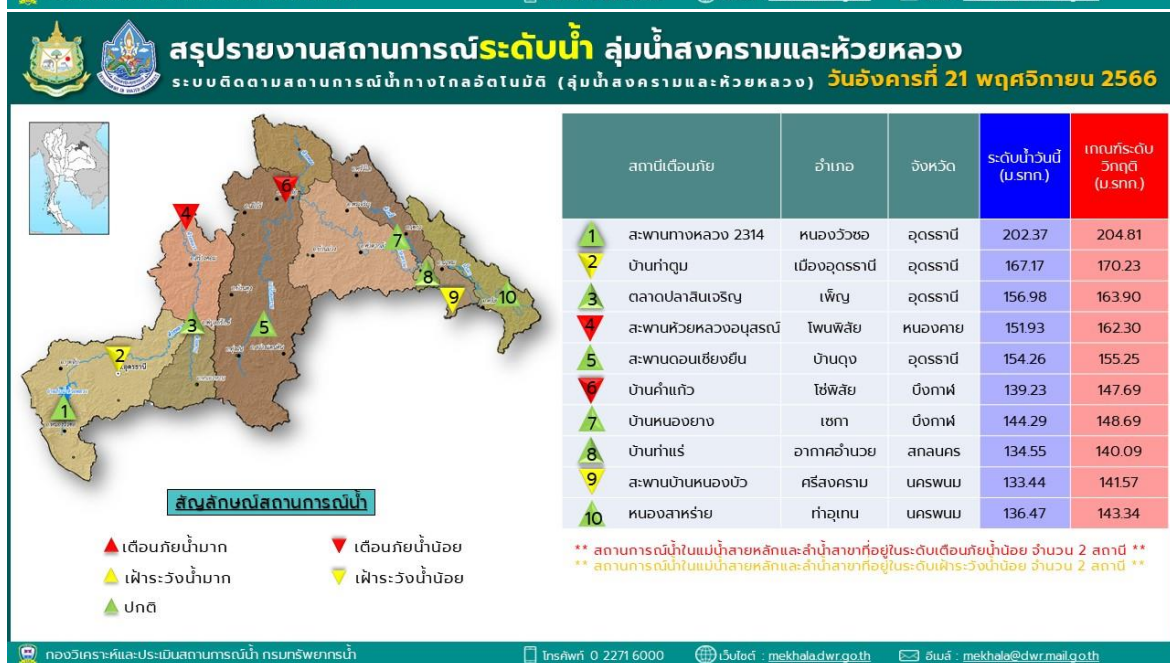 สรุปรายงานสถานการณ์ระดับน้ำ ลุ่มน้ำสงครามและห้วยหลวง
ระบบติดตามสถานการณ์น้ำทางไกลอัตโนมัติ (ลุ่มน้ำสงครามและห้วยหลวง) วันอังคารที่ 21 พฤศจิกายน 2566
สถานีเตือนภัย อำเภอ จังหวัด ระดับน้ำวันนี้ (ม.รทก.) เกณฑ์ระดับวิกฤติ (ม.รทก.)
1 สะพานทางหลวง 2314 หนองวัวซอ อุดรธานี 202.37 204.81
2 บ้านท่าตูม เมืองอุดรธานี อุดรธานี 167.17 170.23
3 ตลาดปลาสินเจริญ เพ็ญ อุดรธานี 156.98 163.90
4 สะพานห้วยหลวงอนุสรณ์ โพนพิสัย หนองคาย 151.93 162.30
5 สะพานดอนเชียงยืน บ้านดุง อุดรธานี 154.26 155.25
6 บ้านคำแก้ว โซ่พิสัย บึงกาฬ 139.23 147.69
7 บ้านหนองยาง เซกา บึงกาฬ 144.29 148.69
8 บ้านท่าแร่ อากาศอำนวย สกลนคร 134.55 140.09
9 สะพานบ้านหนองบัว ศรีสงคราม นครพนม 133.44 141.57
10 หนองสาหร่าย ท่าอุเทน นครพนม 136.47 143.34
4
6
7
8
9
10
3
5
2
1
สัญลักษณ์สถานการณ์น้ำ
เตือนภัยน้ำมาก เตือนภัยน้ำน้อย
เฝ้าระวังน้ำมาก เฝ้าระวังน้ำน้อย
ปกติ
** สถานการณ์น้ำในแม่น้ำสายหลักและลำน้ำสาขาที่อยู่ในระดับเตือนภัยน้ำน้อย จำนวน 2 สถานี **
** สถานการณ์น้ำในแม่น้ำสายหลักและลำน้ำสาขาที่อยู่ในระดับเฝ้าระวังน้ำน้อย จำนวน 2 สถานี **
กองวิเคราะห์และประเมินสถานการณ์น้ำ กรมทรัพยากรน้ำ โทรศัพท์ 0 2271 6000 เว็บไซต์ : mekhala.dwr.go.th อีเมล์ : mekhala@dwr.mail.go.th